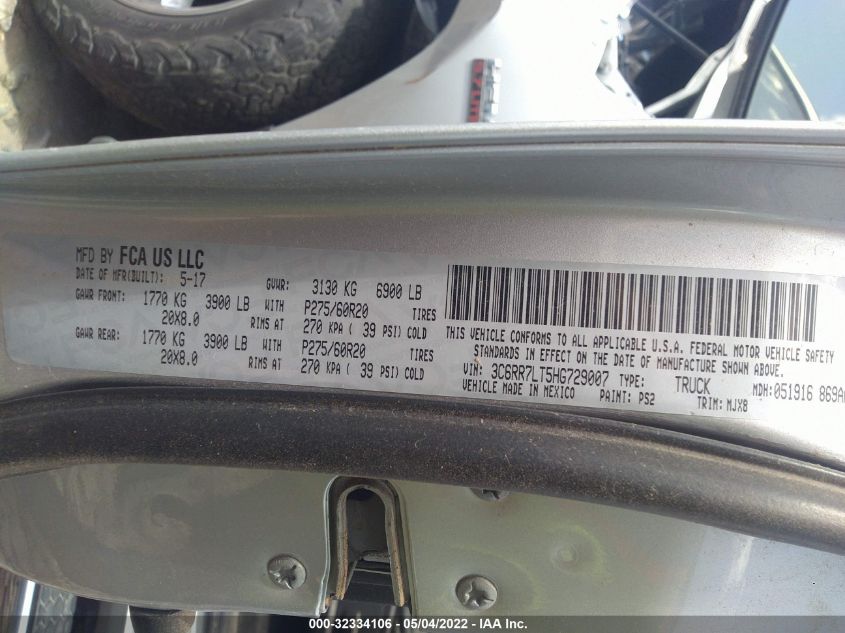 MFD BY FCA US LLC
DATE OF MFR(BUILT): 5-17 GVWR: 3130 KG 6900 LB
GAWR FRONT: 1770 KG 3900 LB WITH P275/60R20 TIRES
20X8.0 RIMS AT 270 KPA ( 39 PSI) COLD
GAWR REAR: 1770 KG 3900 LB WITH P275/60R20 TIRES
20X8.0 RIMS AT 270 KPA ( 39 PSI) COLD
THIS VEHICLE CONFORMS TO ALL APPLICABLE U.S.A. FEDERAL MOTOR VEHICLE SAFETY
STANDARDS IN EFFECT ON THE DATE OF MANUFACTURE SHOWN ABOVE.
VIN: 3C6RR7LT5HG729007 TYPE: TRUCK MDH:051916 869A
VEHICLE MADE IN MEXICO PAINT: PS2 TRIM: MJX8
000-32334106 - 05/04/2022 - IAA Inc.